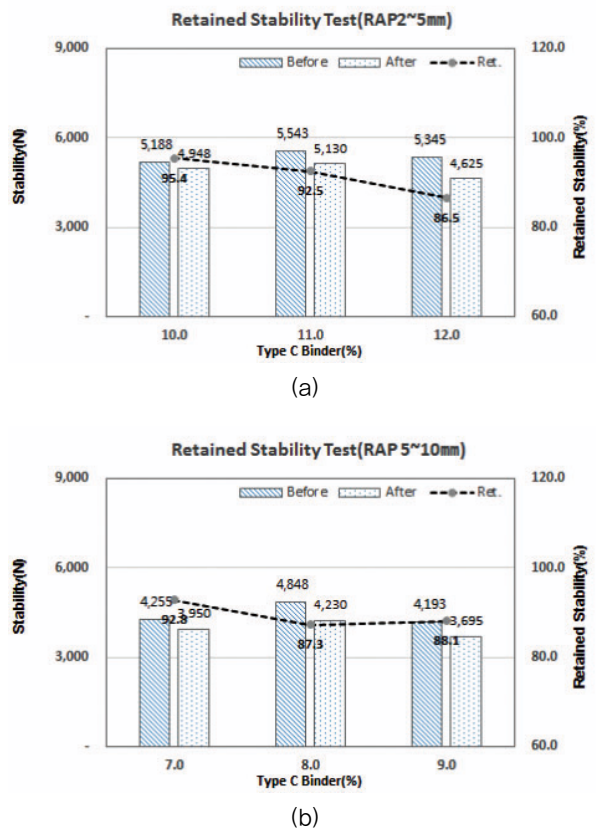 Retained Stability Test(RAP2~5㎜)
9,000 120.0
Before After Ret.
6,000 100.0
5,188 4,948 5,543 5,130 5,345 4,625
95.4 92.5 86.5
3,000 80.0
- 60.0
10.0 11.0 12.0
Type C Binder(%)
Stability(N)
Retained Stability(%)
(a)
Retained Stability Test(RAP 5~10㎜)
9,000 120.0
Before After Ret.
6,000 100.0
4,255 3,950 4,848 4,230 4,193 3,695
92.8 87.3 88.1
3,000 80.0
- 60.0
7.0 8.0 9.0
Type C Binder(%)
Stability(N)
Retained Stability(%)
(b)